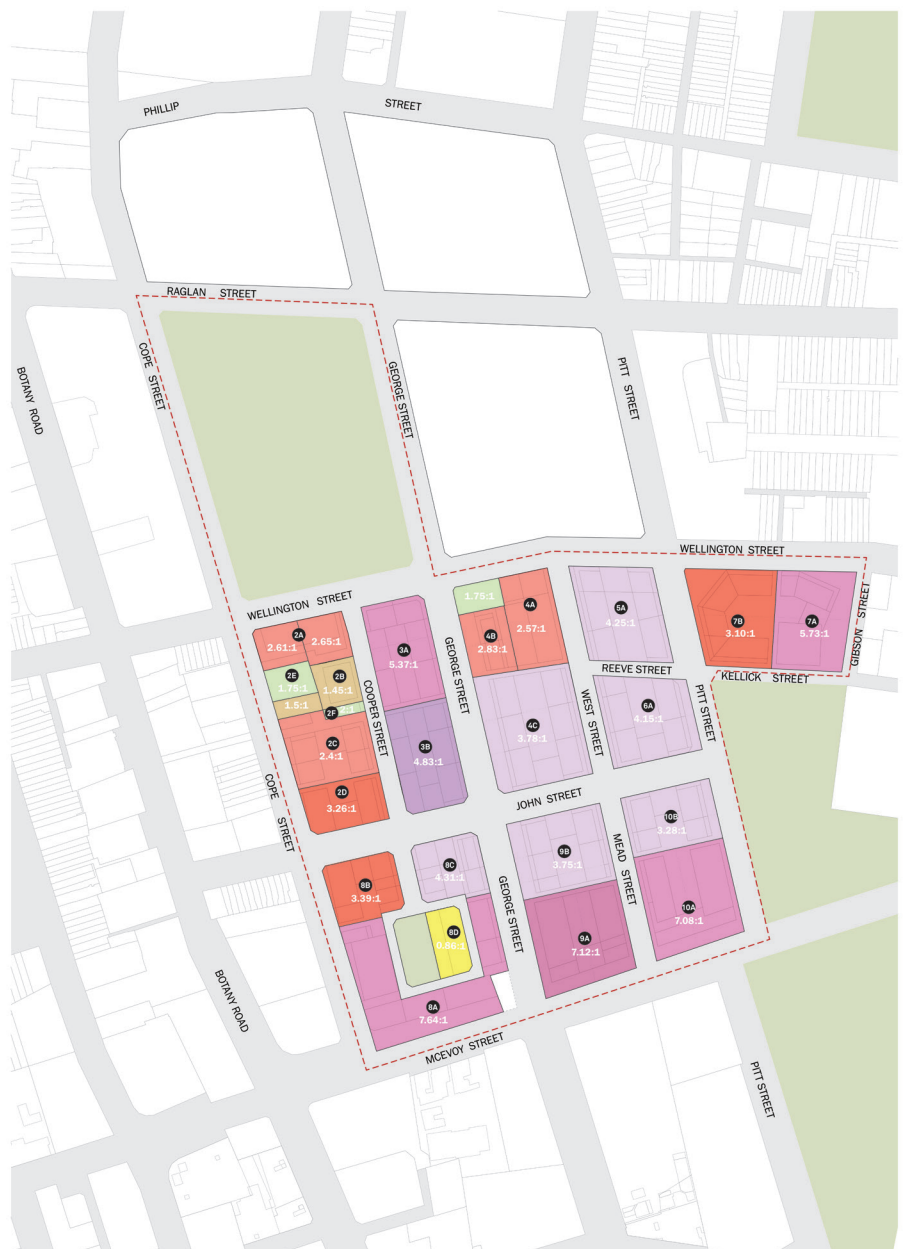 PHILLIP
STREET
RAGLAN STREET
COPE STREET
BOTANY ROAD
GEORGE STREET
PITT STREET
WELLINGTON STREET
WELLINGTON STREET
GIBSON STREET
KELLICK STREET
7B
3.10:1
7A
5.73:1
5A
4.25:1
REEVE STREET
6A
4.15:1
PITT STREET
WEST STREET
1.75:1
4A
2.57:1
4B
2.83:1
4C
3.78:1
GEORGE STREET
3A
5.37:1
3B
4.83:1
COOPER STREET
2A
2.61:1
2.65:1
2E
1.75:1
2B
1.45:1
1.5:1
2F
2C
2.4:1
2D
3.26:1
COPE STREET
JOHN STREET
MEAD STREET
10B
3.28:1
10A
7.08:1
9B
3.75:1
9A
7.12:1
GEORGE STREET
8C
4.31:1
8B
3.39:1
8D
0.86:1
8A
7.64:1
MCEVOY STREET
BOTANY ROAD
PITT STREET